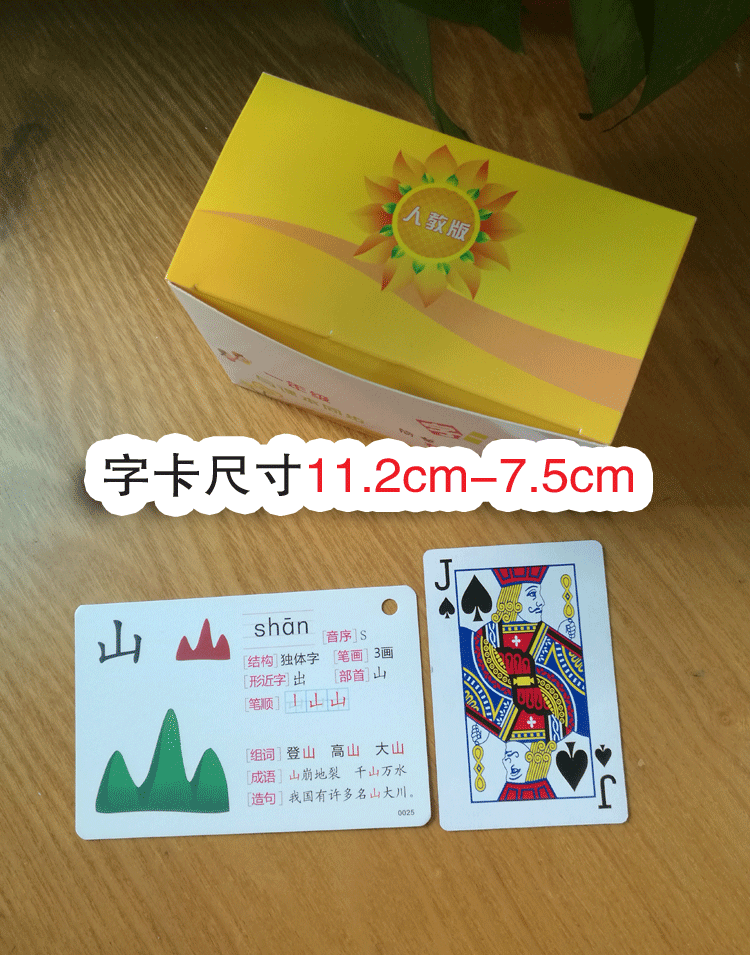 人教版
一年级
字卡尺寸11.2cm-7.5cm
山
shān
[音序] S
[结构] 独体字 [笔画] 3画
[形近字] 出 [部首] 山
[笔顺]
[组词] 登山 高山 大山
[成语] 山崩地裂 千山万水
[造句] 我国有许多名山大川。
0025
J
J